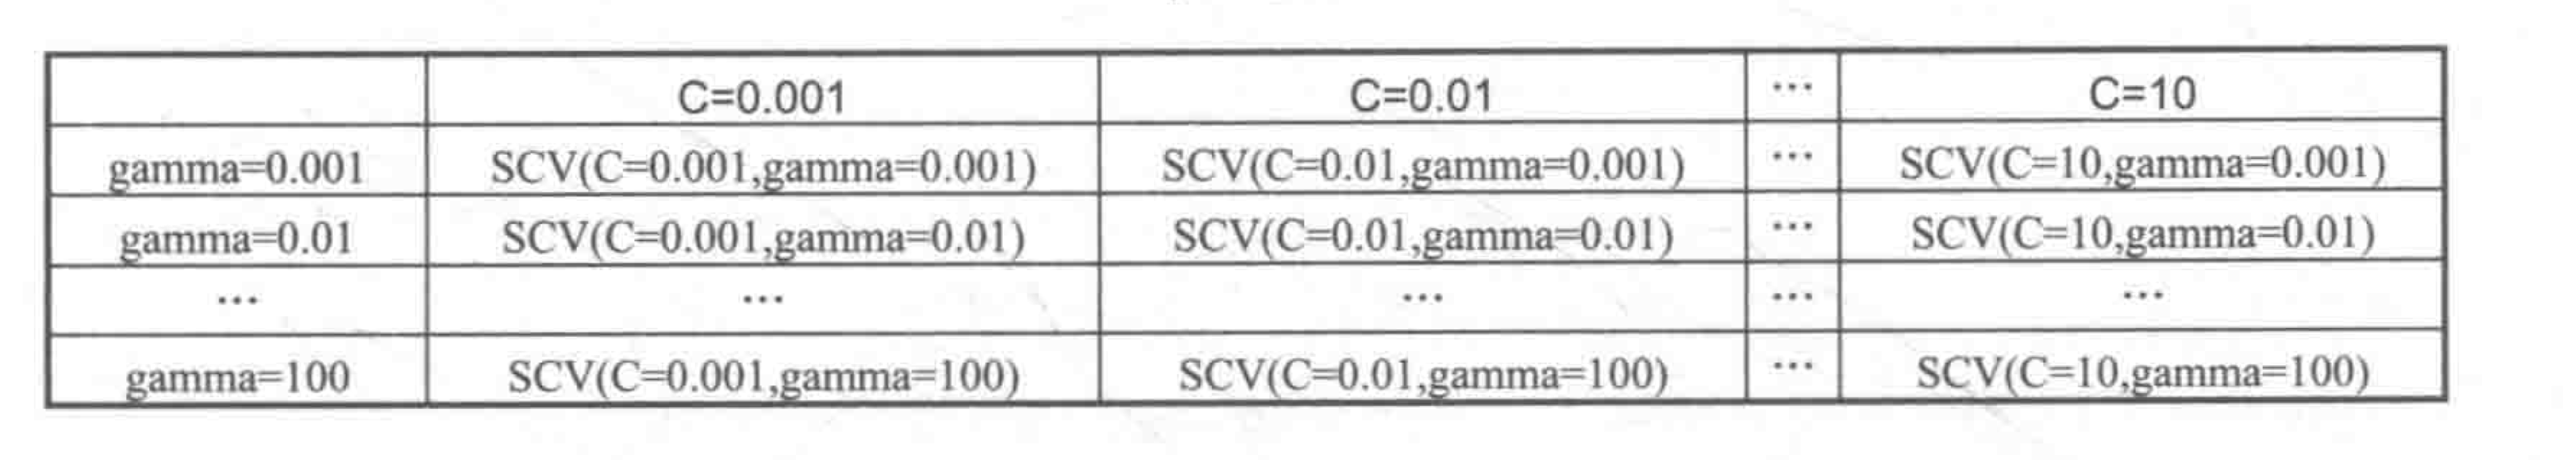 C=0.001 C=0.01 ... C=10
gamma=0.001 SCV(C=0.001,gamma=0.001) SCV(C=0.01,gamma=0.001) ... SCV(C=10,gamma=0.001)
gamma=0.01 SCV(C=0.001,gamma=0.01) SCV(C=0.01,gamma=0.01) ... SCV(C=10,gamma=0.01)
... ... ... ... ...
gamma=100 SCV(C=0.001,gamma=100) SCV(C=0.01,gamma=100) ... SCV(C=10,gamma=100)